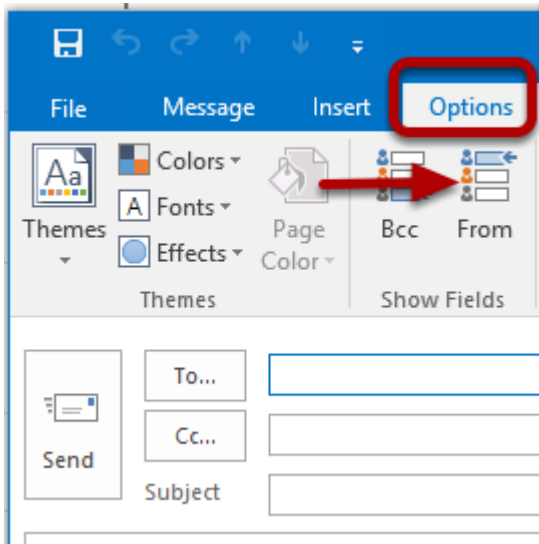 File Message Insert Options
Aa Colors
A Fonts
Themes Effects Page Color Bcc From
Themes Show Fields
To...
Cc...
Send
Subject